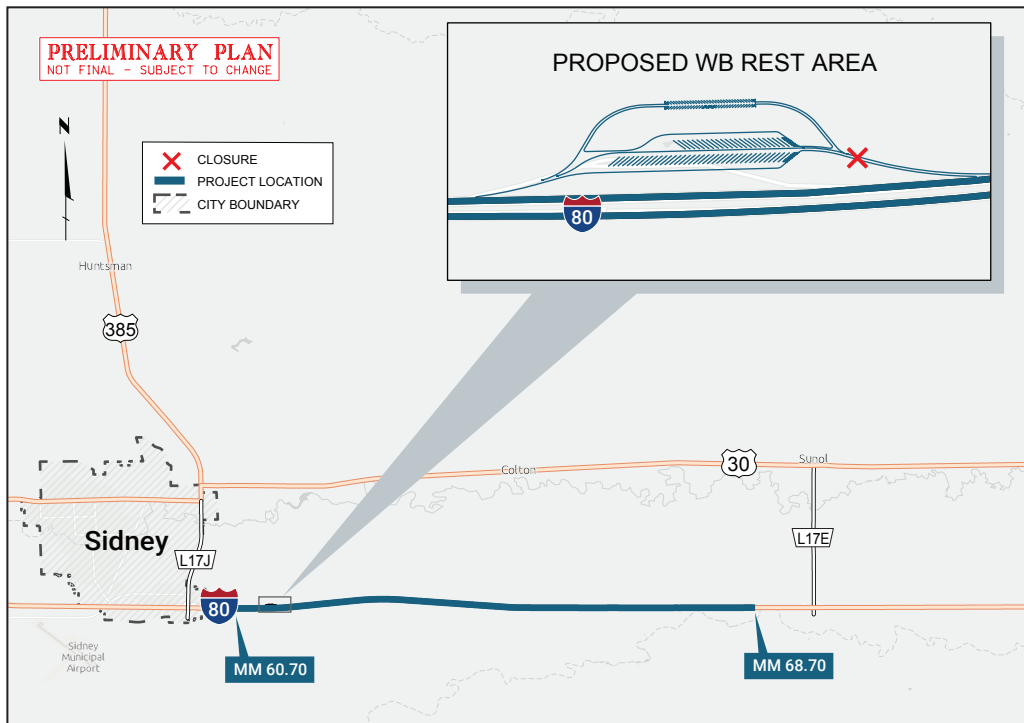 PRELIMINARY PLAN
NOT FINAL - SUBJECT TO CHANGE
N
CLOSURE
PROJECT LOCATION
CITY BOUNDARY
PROPOSED WB REST AREA
80
Huntsman
385
Colton
30
Sunol
Sidney
L17J
L17E
80
Sidney
Municipal
Airport
MM 60.70
MM 68.70